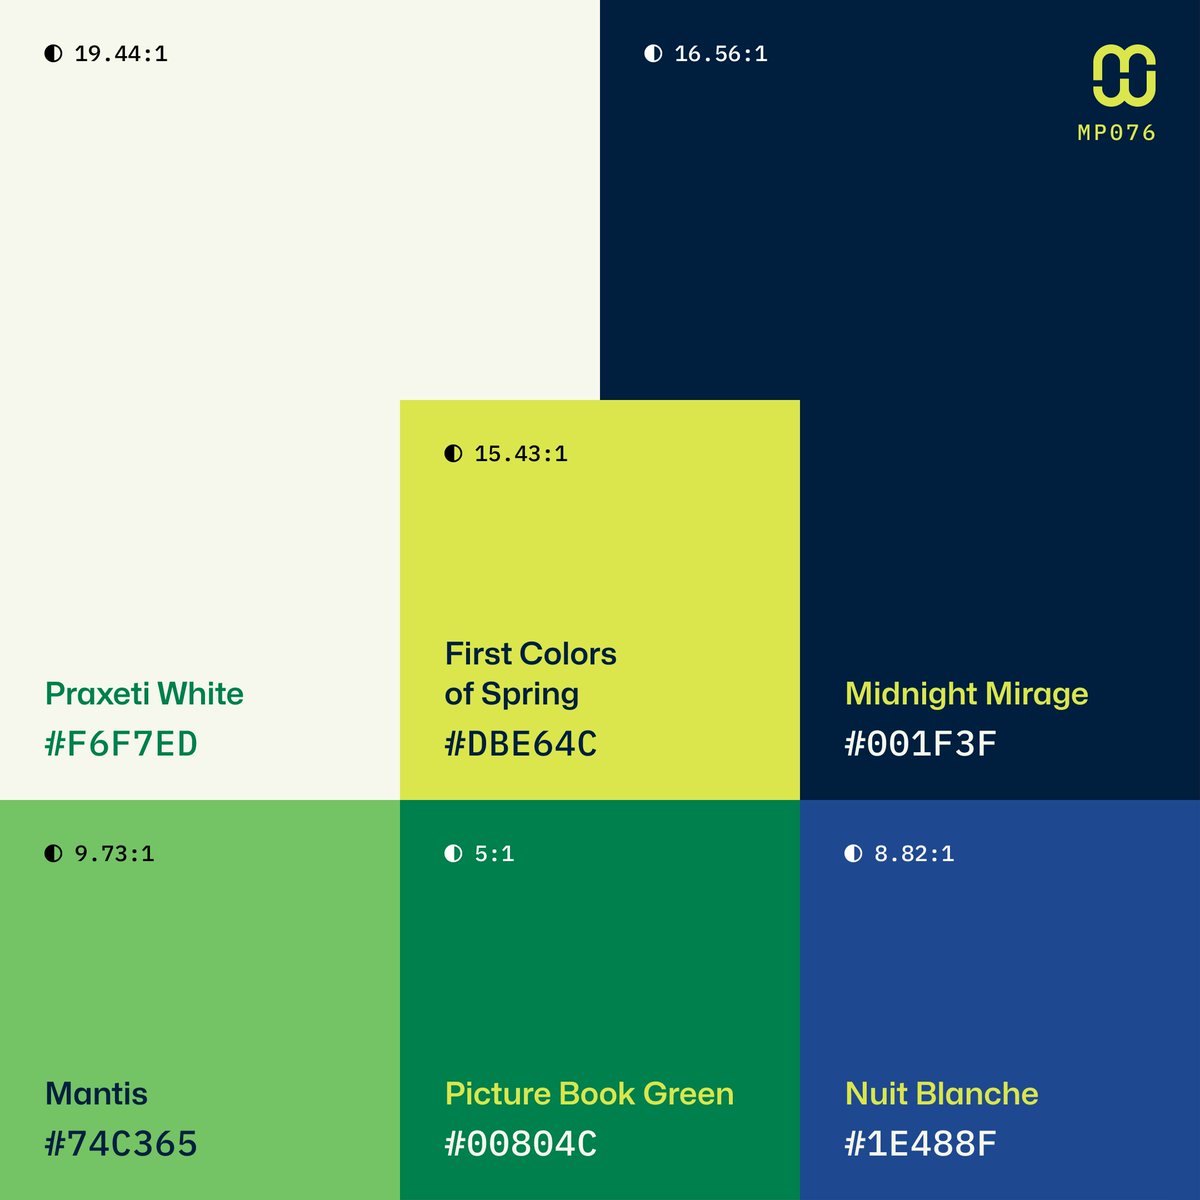 19.44:1
16.56:1
MP076
15.43:1
First Colors
of Spring
#DBE64C
Praxeti White
#F6F7ED
Midnight Mirage
#001F3F
9.73:1
5:1
8.82:1
Mantis
#74C365
Picture Book Green
#00804C
Nuit Blanche
#1E488F